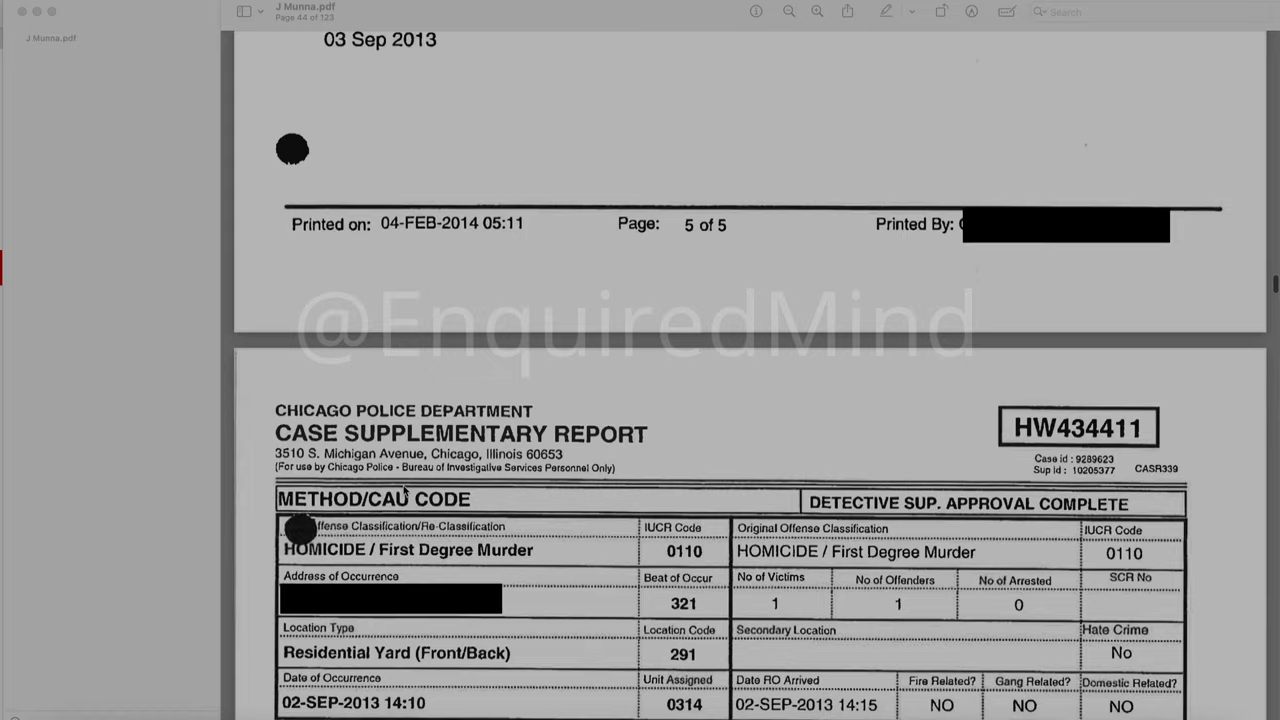 J Munna.pdf
Page 44 of 123
Search
J Munna.pdf
03 Sep 2013
Printed on: 04-FEB-2014 05:11 Page: 5 of 5 Printed By:
@EnquiredMind
CHICAGO POLICE DEPARTMENT
CASE SUPPLEMENTARY REPORT
HW434411
3510 S. Michigan Avenue, Chicago, Illinois 60653
(For use by Chicago Police - Bureau of Investigative Services Personnel Only)
Case id : 9289623
Sup id : 10205377 CASR339
METHOD/CAU CODE DETECTIVE SUP. APPROVAL COMPLETE
ffense Classification/Re-Classification IUCR Code Original Offense Classification IUCR Code
HOMICIDE / First Degree Murder 0110 HOMICIDE / First Degree Murder 0110
Address of Occurrence Beat of Occur No of Victims No of Offenders No of Arrested SCR No
321 1 1 0
Location Type Location Code Secondary Location Hate Crime
Residential Yard (Front/Back) 291 No
Date of Occurrence Unit Assigned Date RO Arrived Fire Related? Gang Related? Domestic Related?
02-SEP-2013 14:10 0314 02-SEP-2013 14:15 NO NO NO